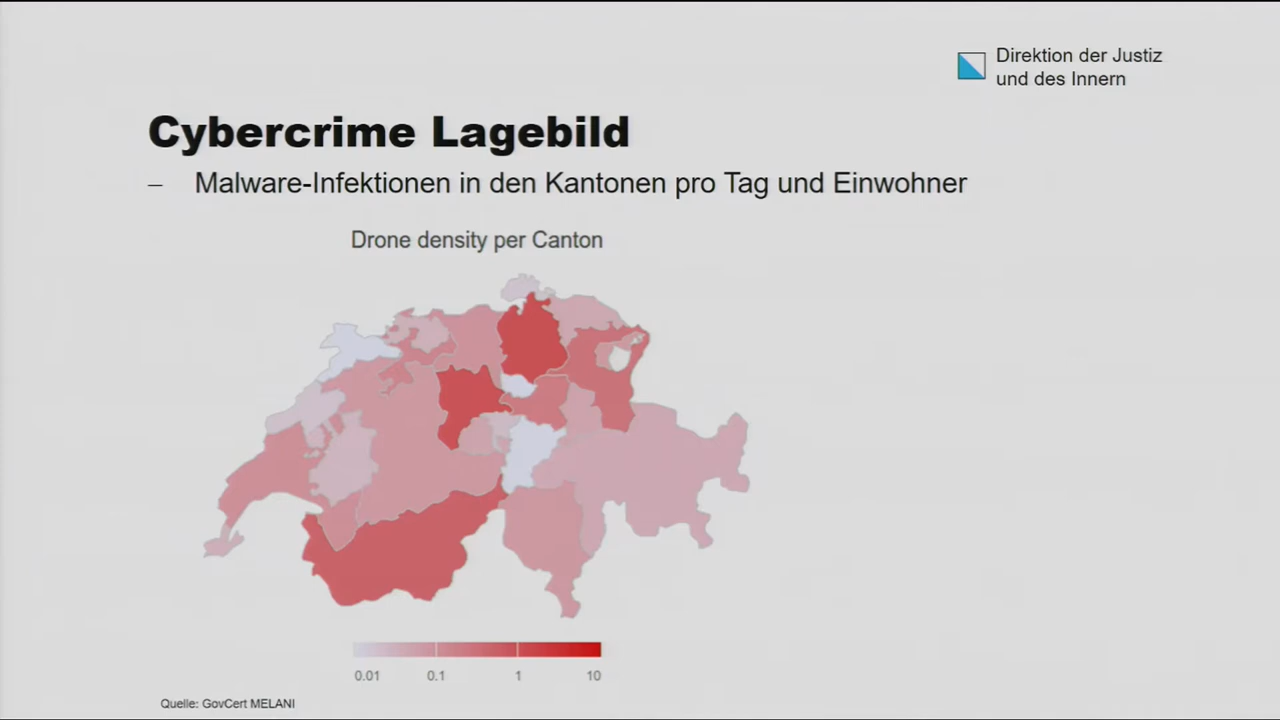 Direktion der Justiz
und des Innern
Cybercrime Lagebild
– Malware-Infektionen in den Kantonen pro Tag und Einwohner
Drone density per Canton
0.01 0.1 1 10
Quelle: GovCert MELANI